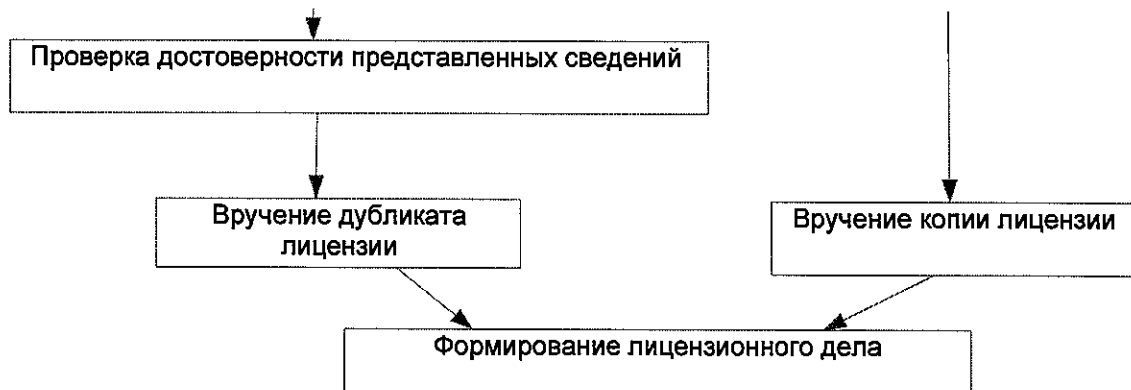 Проверка достоверности представленных сведений
Вручение дубликата
лицензии
Вручение копии лицензии
Формирование лицензионного дела